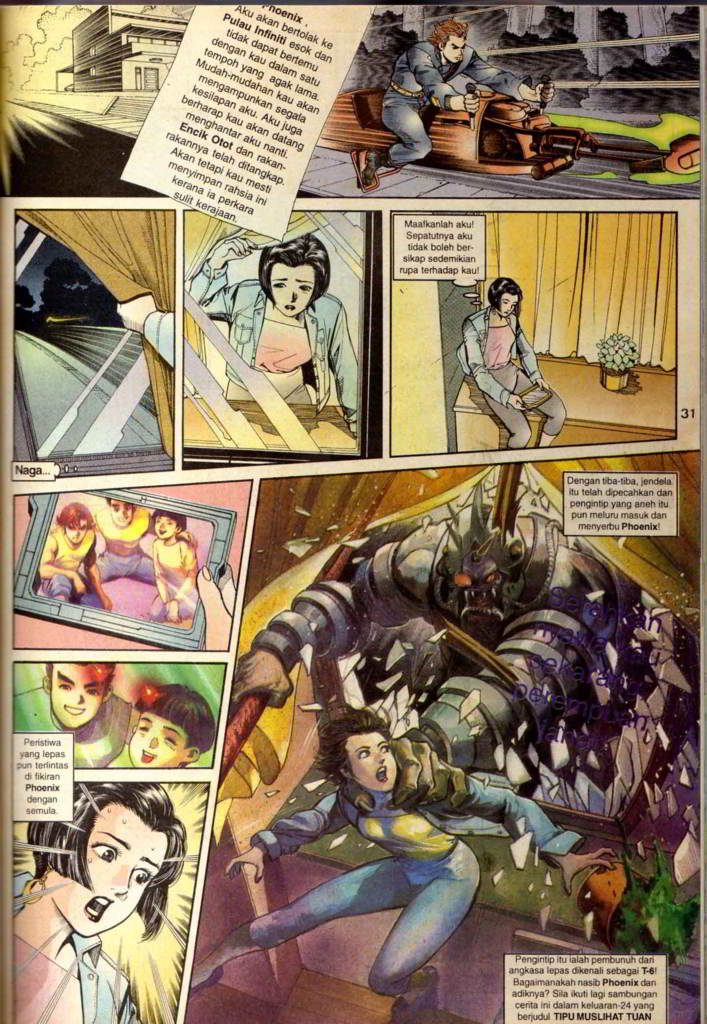 Phoenix ,
Aku akan bertolak ke
Pulau Infiniti esok dan
tidak dapat bertemu
dengan kau dalam satu
tempoh yang agak lama.
Mudah-mudahan kau akan
mengampunkan segala
kesilapan aku. Aku juga
berharap kau akan datang
menghantar aku nanti.
Encik Otot dan rakan-
rakannya telah ditangkap.
Akan tetapi kau mesti
menyimpan rahsia ini
kerana ia perkara
sulit kerajaan.
Maafkanlah aku!
Sepatutnya aku
tidak boleh ber-
sikap sedemikian
rupa terhadap kau!
31
Naga...
Dengan tiba-tiba, jendela
itu telah dipecahkan dan
pengintip yang aneh itu
pun meluru masuk dan
menyerbu Phoenix!
Serahkan
nyawa kau
sekarang
perempuan
Peristiwa
yang lepas
pun terlintas
di fikiran
Phoenix
dengan
semula.
Pengintip itu ialah pembunuh dari
angkasa lepas dikenali sebagai T-6!
Bagaimanakah nasib Phoenix dan
adiknya? Sila ikuti lagi sambungan
cerita ini dalam keluaran-24 yang
berjudul TIPU MUSLIHAT TUAN